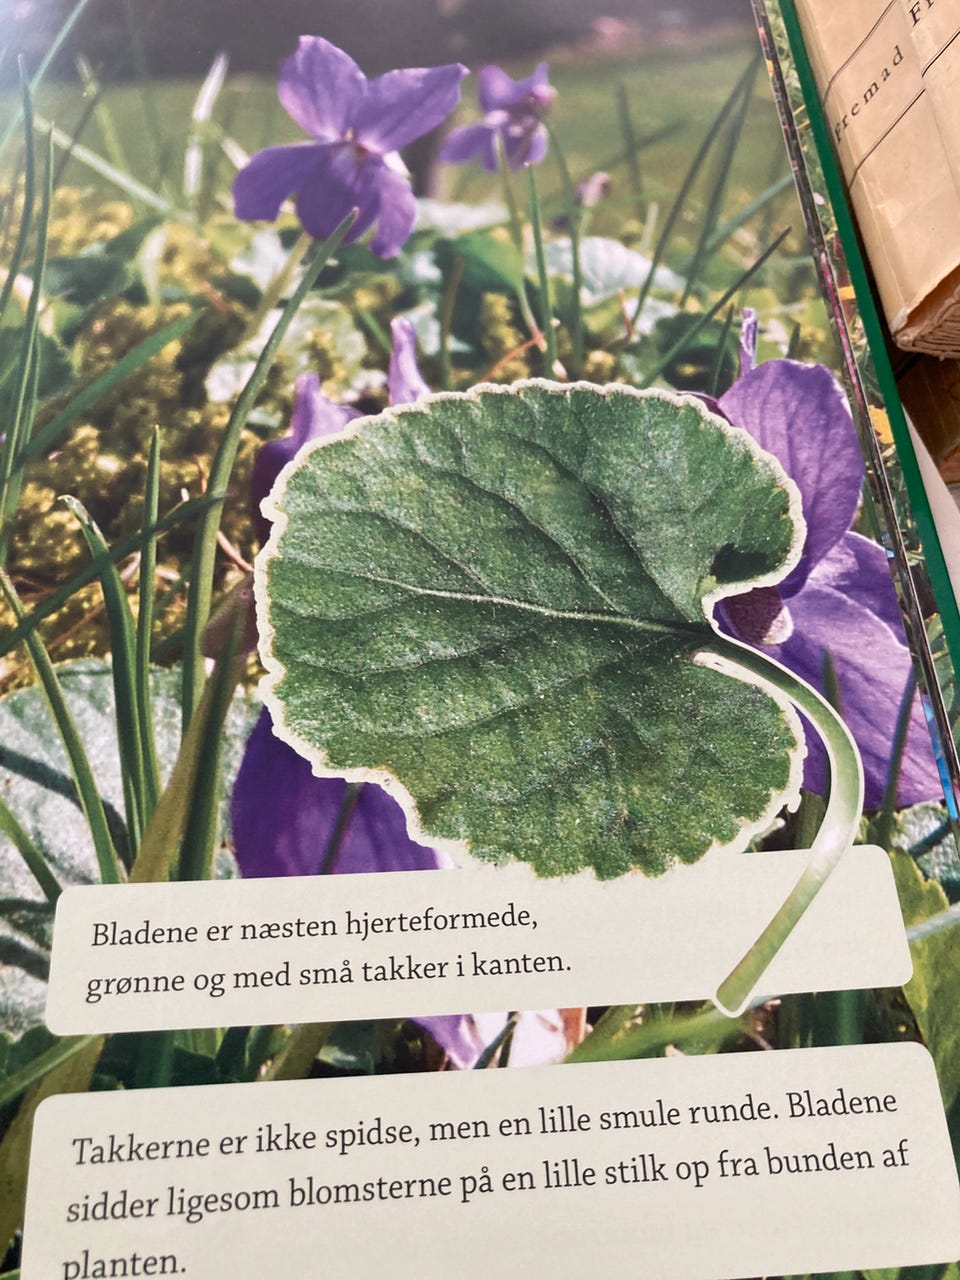 Fremad
Bladene er næsten hjerteformede,
grønne og med små takker i kanten.
Takkerne er ikke spidse, men en lille smule runde. Bladene
sidder ligesom blomsterne på en lille stilk op fra bunden af
planten.